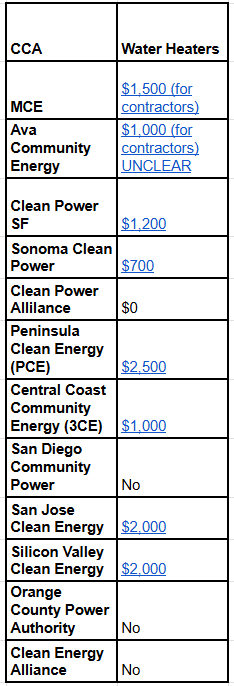 CCA Water Heaters
MCE $1,500 (for
contractors)
Ava
Community
Energy $1,000 (for
contractors)
UNCLEAR
Clean Power
SF $1,200
Sonoma Clean
Power $700
Clean Power
Allilance $0
Peninsula
Clean Energy
(PCE) $2,500
Central Coast
Community
Energy (3CE) $1,000
San Diego
Community
Power No
San Jose
Clean Energy $2,000
Silicon Valley
Clean Energy $2,000
Orange
County Power
Authority No
Clean Energy
Alliance No